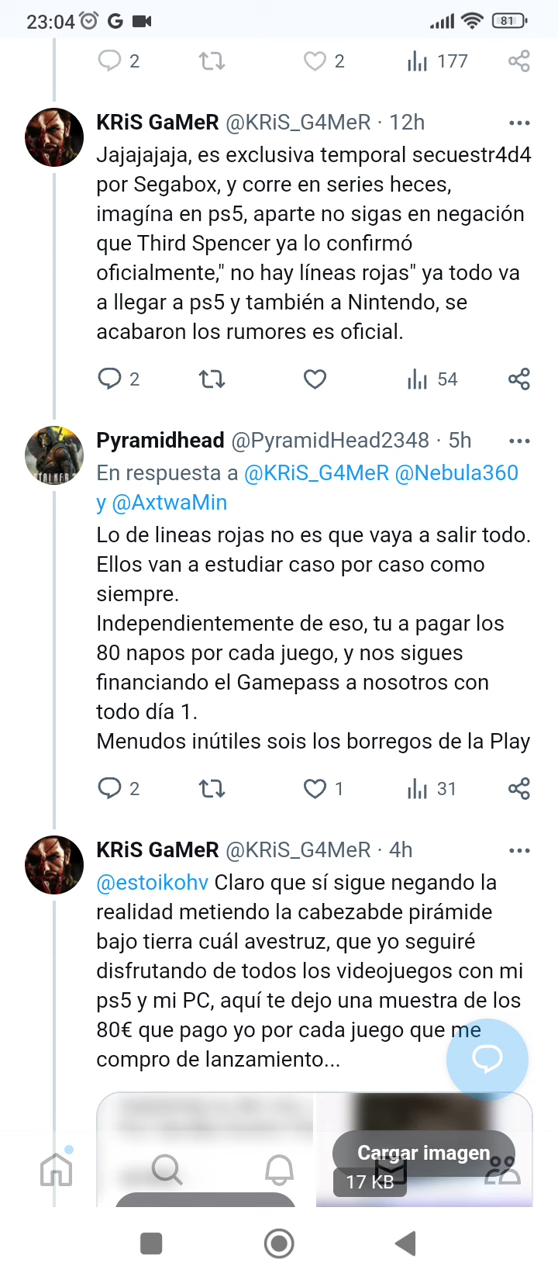 23:04 G 81
2 2 177
KRiS GaMeR @KRiS_G4MeR · 12h
Jajajajaja, es exclusiva temporal secuestr4d4
por Segabox, y corre en series heces,
imagína en ps5, aparte no sigas en negación
que Third Spencer ya lo confirmó
oficialmente," no hay líneas rojas" ya todo va
a llegar a ps5 y también a Nintendo, se
acabaron los rumores es oficial.
2 54
Pyramidhead @PyramidHead2348 · 5h
En respuesta a @KRiS_G4MeR @Nebula360
y @AxtwaMin
Lo de lineas rojas no es que vaya a salir todo.
Ellos van a estudiar caso por caso como
siempre.
Independientemente de eso, tu a pagar los
80 napos por cada juego, y nos sigues
financiando el Gamepass a nosotros con
todo día 1.
Menudos inútiles sois los borregos de la Play
2 1 31
KRiS GaMeR @KRiS_G4MeR · 4h
@estoikohv Claro que sí sigue negando la
realidad metiendo la cabezabde pirámide
bajo tierra cuál avestruz, que yo seguiré
disfrutando de todos los videojuegos con mi
ps5 y mi PC, aquí te dejo una muestra de los
80€ que pago yo por cada juego que me
compro de lanzamiento...
Cargar imagen
17 KB